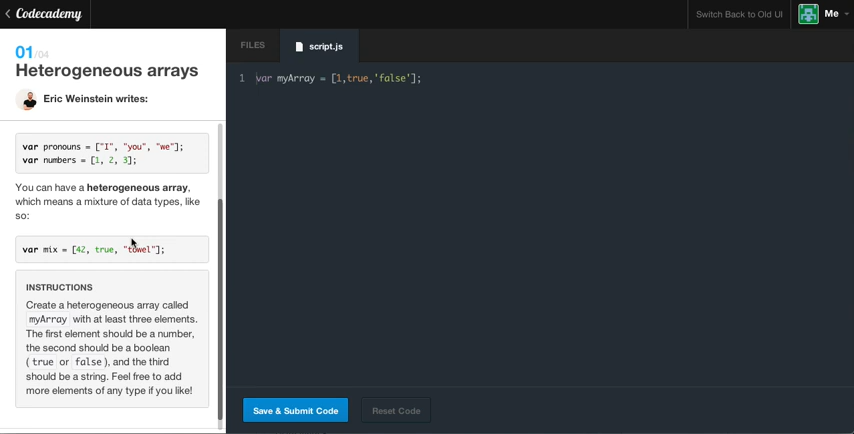 Codecademy
Switch Back to Old UI
Me
01/04
Heterogeneous arrays
Eric Weinstein writes:
var pronouns = ["I", "you", "we"];
var numbers = [1, 2, 3];
You can have a heterogeneous array,
which means a mixture of data types, like
so:
var mix = [42, true, "towel"];
INSTRUCTIONS
Create a heterogeneous array called
myArray with at least three elements.
The first element should be a number,
the second should be a boolean
(true or false), and the third
should be a string. Feel free to add
more elements of any type if you like!
FILES
script.js
1 var myArray = [1,true,'false'];
Save & Submit Code
Reset Code